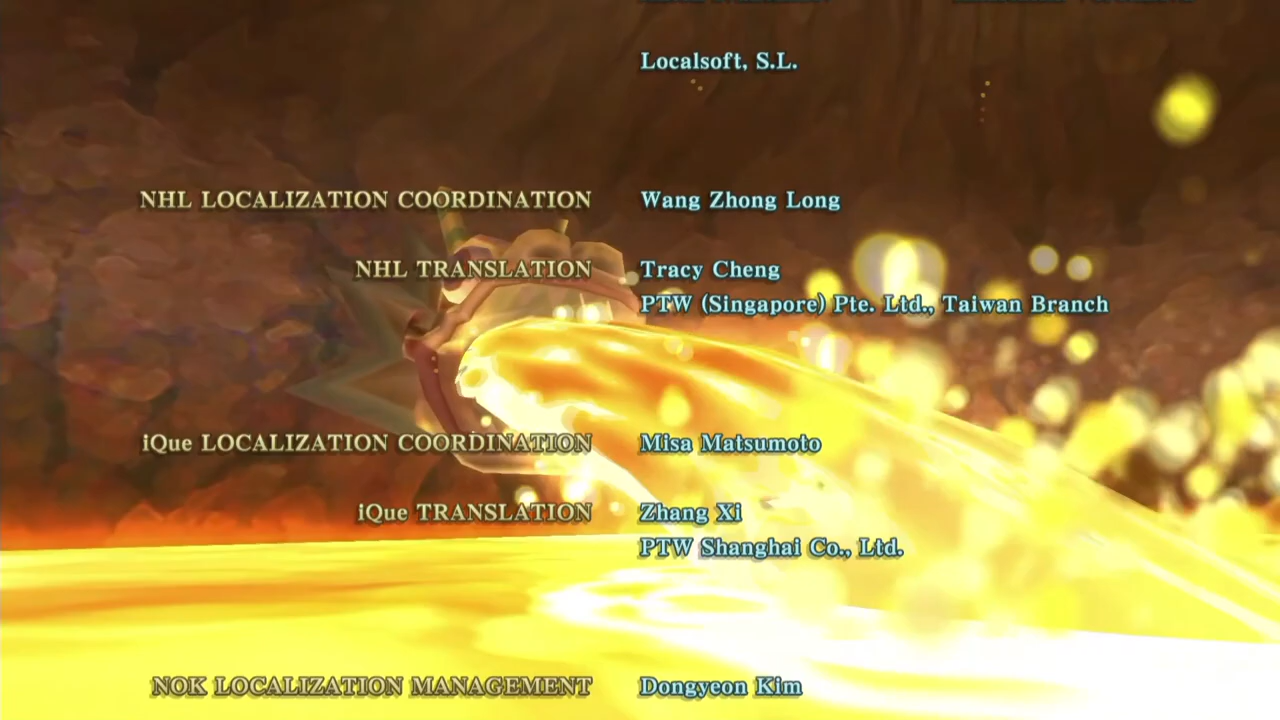 Localsoft, S.L.
NHL LOCALIZATION COORDINATION Wang Zhong Long
NHL TRANSLATION Tracy Cheng
PTW (Singapore) Pte. Ltd., Taiwan Branch
iQue LOCALIZATION COORDINATION Misa Matsumoto
iQue TRANSLATION Zhang Xi
PTW Shanghai Co., Ltd.
NOK LOCALIZATION MANAGEMENT Dongyeon Kim